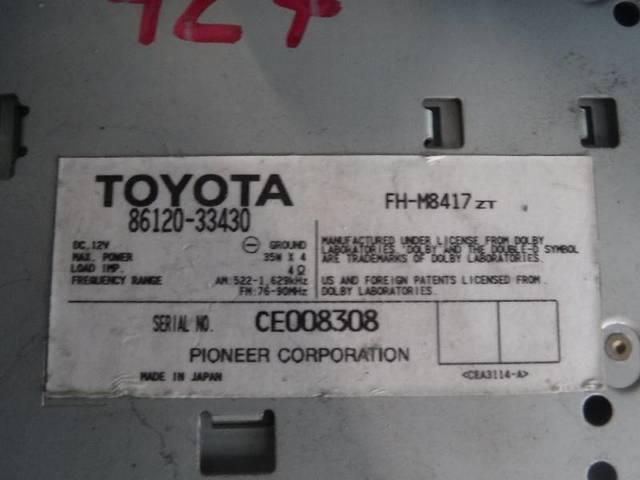 424
TOYOTA
86120-33430
FH-M8417 ZT
DC, 12V ⊖ GROUND
MAX. POWER 35W X 4
LOAD IMP. 4Ω
FREQUENCY RANGE AM:522-1,629kHz
FM:76-90MHz
MANUFACTURED UNDER LICENSE FROM DOLBY
LABORATORIES. "DOLBY" AND THE DOUBLE-D SYMBOL
ARE TRADEMARKS OF DOLBY LABORATORIES.
US AND FOREIGN PATENTS LICENSED FROM
DOLBY LABORATORIES.
SERIAL NO. CE008308
PIONEER CORPORATION
MADE IN JAPAN
<CEA3114-A>